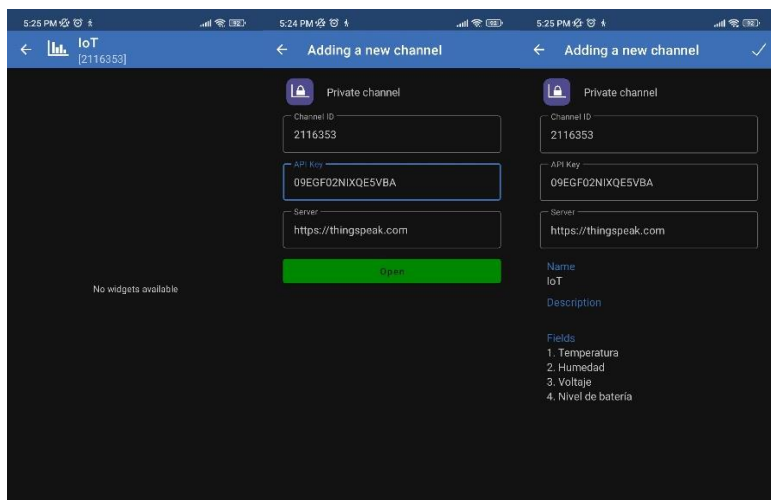 5:25 PM
IoT
[2116353]
No widgets available
5:24 PM
Adding a new channel
Private channel
Channel ID
2116353
API Key
09EGF02NIXQE5VBA
Server
https://thingspeak.com
Open
5:25 PM
Adding a new channel
Private channel
Channel ID
2116353
API Key
09EGF02NIXQE5VBA
Server
https://thingspeak.com
Name
IoT
Description
Fields
1. Temperatura
2. Humedad
3. Voltaje
4. Nivel de batería